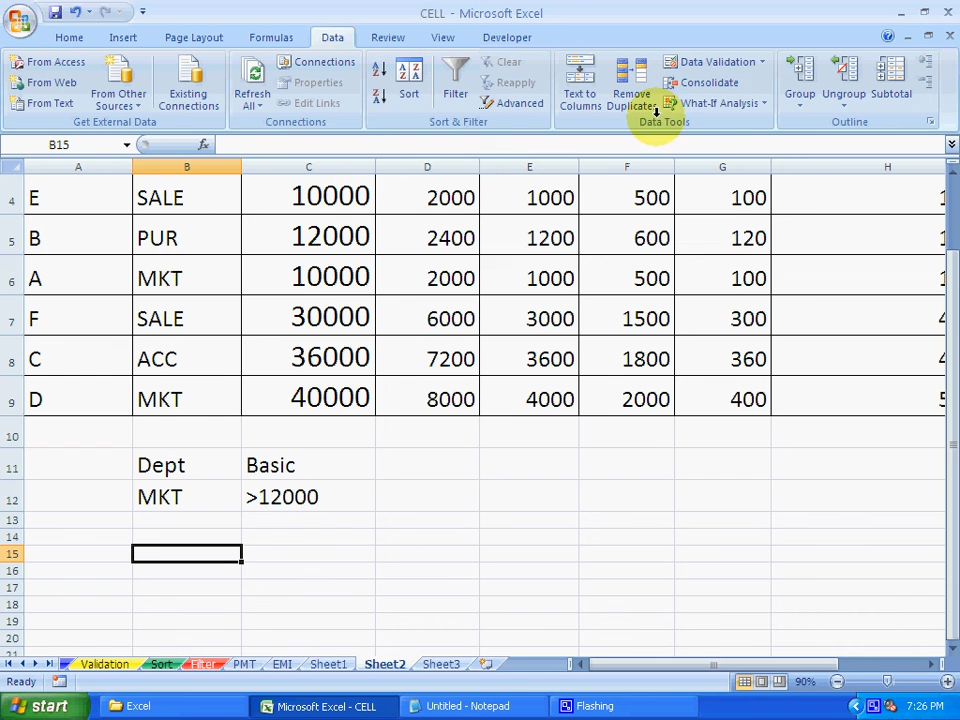 CELL - Microsoft Excel
Home Insert Page Layout Formulas Data Review View Developer
From Access
From Web
From Text
From Other Sources
Existing Connections
Get External Data
Refresh All
Connections
Properties
Edit Links
Connections
Sort
Filter
Clear
Reapply
Advanced
Sort & Filter
Text to Columns
Remove Duplicates
Data Validation
Consolidate
What-If Analysis
Data Tools
Group
Ungroup
Subtotal
Outline
B15 fx
A B C D E F G H
4 E SALE 10000 2000 1000 500 100
5 B PUR 12000 2400 1200 600 120
6 A MKT 10000 2000 1000 500 100
7 F SALE 30000 6000 3000 1500 300
8 C ACC 36000 7200 3600 1800 360
9 D MKT 40000 8000 4000 2000 400
10
11 Dept Basic
12 MKT >12000
13
14
15
16
17
18
19
20
21
Validation Sort Filter PMT EMI Sheet1 Sheet2 Sheet3
Ready 90%
start Excel Microsoft Excel - CELL Untitled - Notepad Flashing 7:26 PM